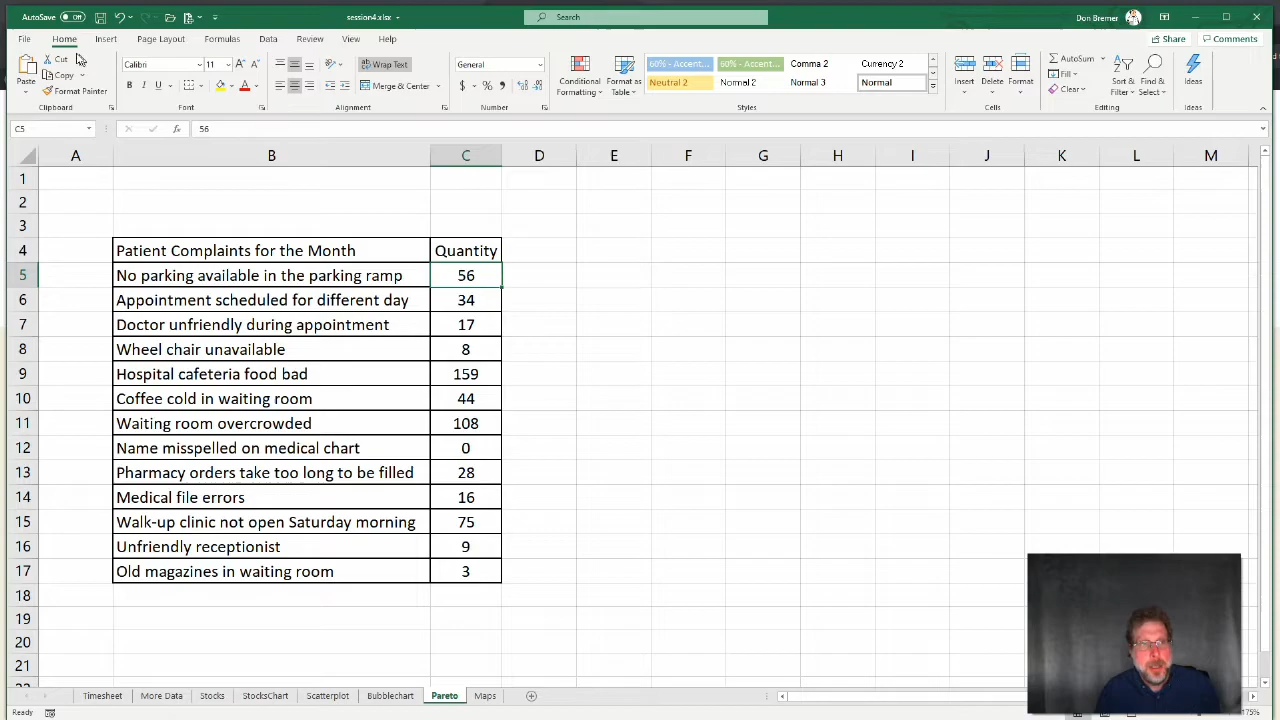 AutoSave Off session4.xlsx Search Don Bremer
File Home Insert Page Layout Formulas Data Review View Help Share Comments
Paste Cut Copy Format Painter Clipboard
Calibri 11 A A B I U A Font
Wrap Text Merge & Center Alignment
General $ % Number
Conditional Formatting Format as Table
60% - Accent... 60% - Accent... Comma 2 Currency 2
Neutral 2 Normal 2 Normal 3 Normal
Styles
Insert Delete Format Cells
AutoSum Fill Clear Sort & Filter Find & Select Editing
Ideas Ideas
C5 fx 56
A B C D E F G H I J K L M
1
2
3
4 Patient Complaints for the Month Quantity
5 No parking available in the parking ramp 56
6 Appointment scheduled for different day 34
7 Doctor unfriendly during appointment 17
8 Wheel chair unavailable 8
9 Hospital cafeteria food bad 159
10 Coffee cold in waiting room 44
11 Waiting room overcrowded 108
12 Name misspelled on medical chart 0
13 Pharmacy orders take too long to be filled 28
14 Medical file errors 16
15 Walk-up clinic not open Saturday morning 75
16 Unfriendly receptionist 9
17 Old magazines in waiting room 3
18
19
20
21
Timesheet More Data Stocks StocksChart Scatterplot Bubblechart Pareto Maps
Ready 175%